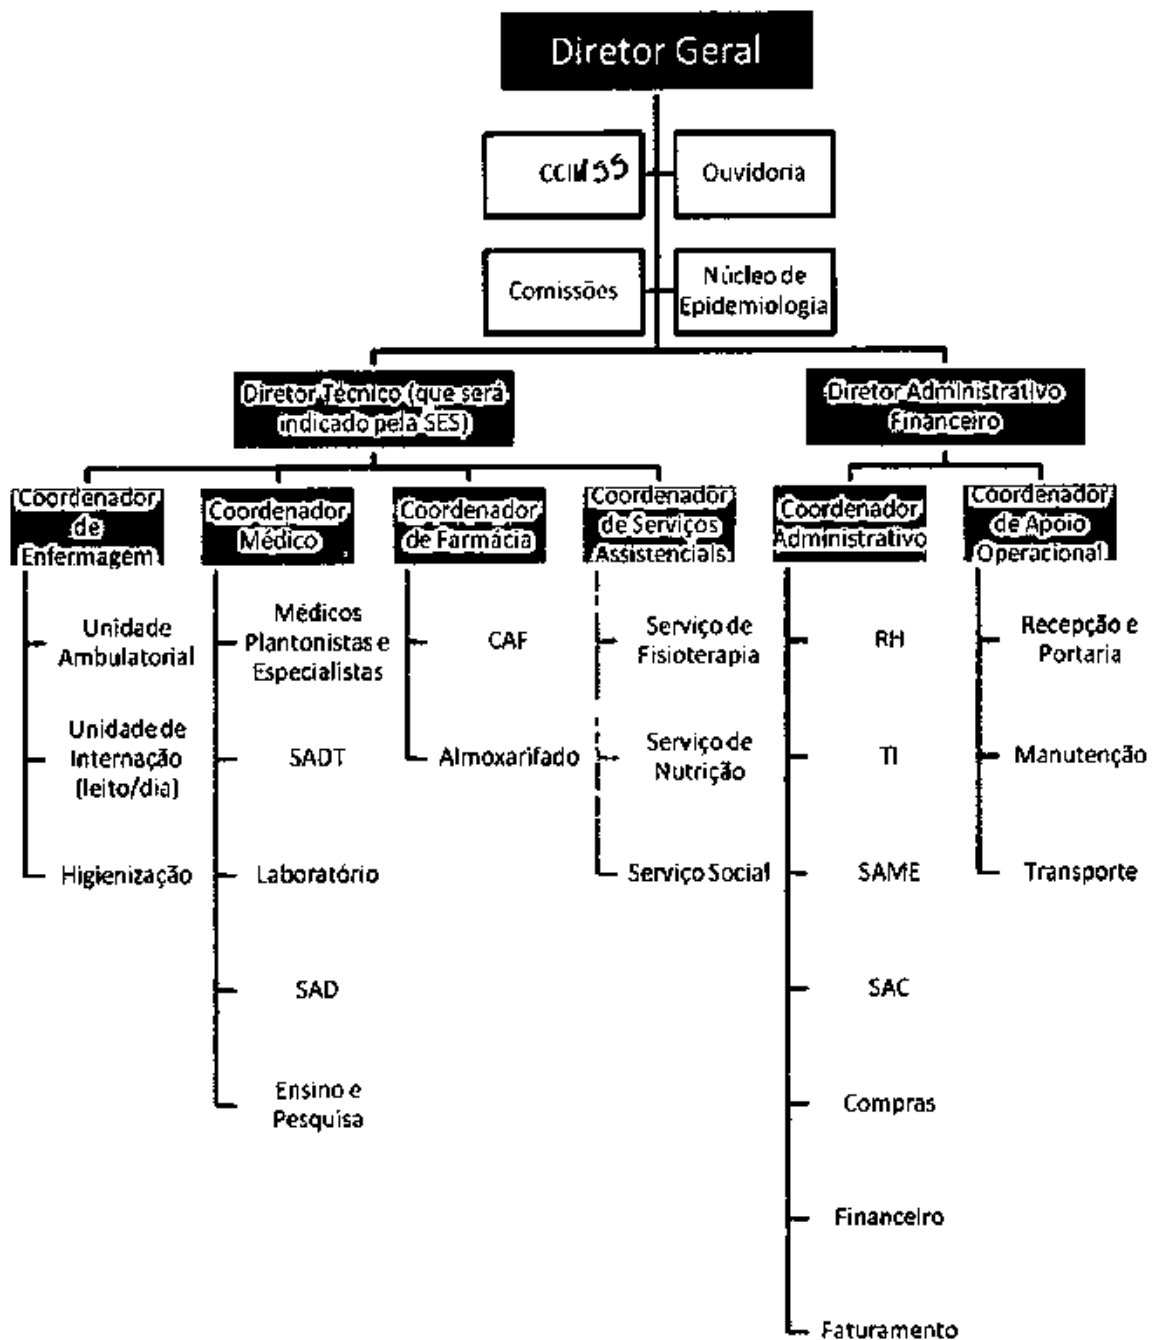 Diretor Geral
Ouvidoria
Comissões
Núcleo de
Epidemiologia
Diretor Técnico (que será
indicado pela SES)
Diretor Administrativo
Financeiro
Coordenador
de
Enfermagem
Coordenador
Médico
Coordenador
de Farmácia
Coordenador
de Serviços
Assistenciais
Coordenador
Administrativo
Coordenador
de Apoio
Operacional
Unidade
Ambulatorial
Unidade de
Internação
(leito/dia)
Higienização
Médicos
Plantonistas e
Especialistas
SADT
Laboratório
SAD
Ensino e
Pesquisa
CAF
Almoxarifado
Serviço de
Fisioterapia
Serviço de
Nutrição
Serviço Social
RH
TI
SAME
SAC
Compras
Financeiro
Faturamento
Recepção e
Portaria
Manutenção
Transporte